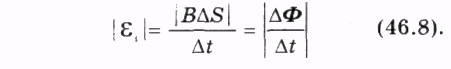 |ℰᵢ| = |BΔS| / Δt = |ΔΦ / Δt| (46.8).